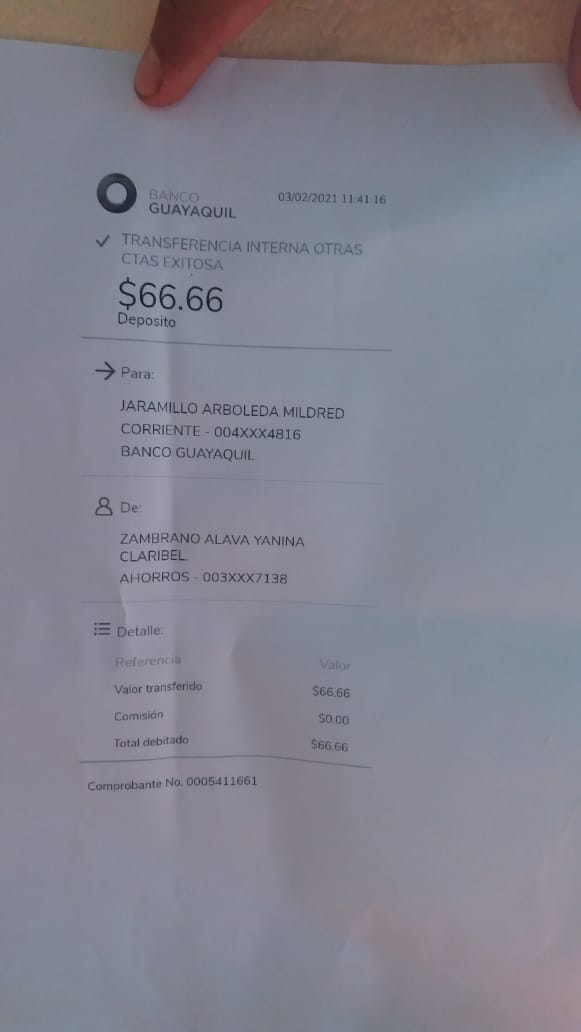 BANCO
GUAYAQUIL
03/02/2021 11:41:16
TRANSFERENCIA INTERNA OTRAS
CTAS EXITOSA
$66.66
Deposito
Para:
JARAMILLO ARBOLEDA MILDRED
CORRIENTE - 004XXX4816
BANCO GUAYAQUIL
De:
ZAMBRANO ALAVA YANINA
CLARIBEL.
AHORROS - 003XXX7138
Detalle:
Referencia Valor
Valor transferido $66.66
Comisión $0.00
Total debitado $66.66
Comprobante No. 0005411661